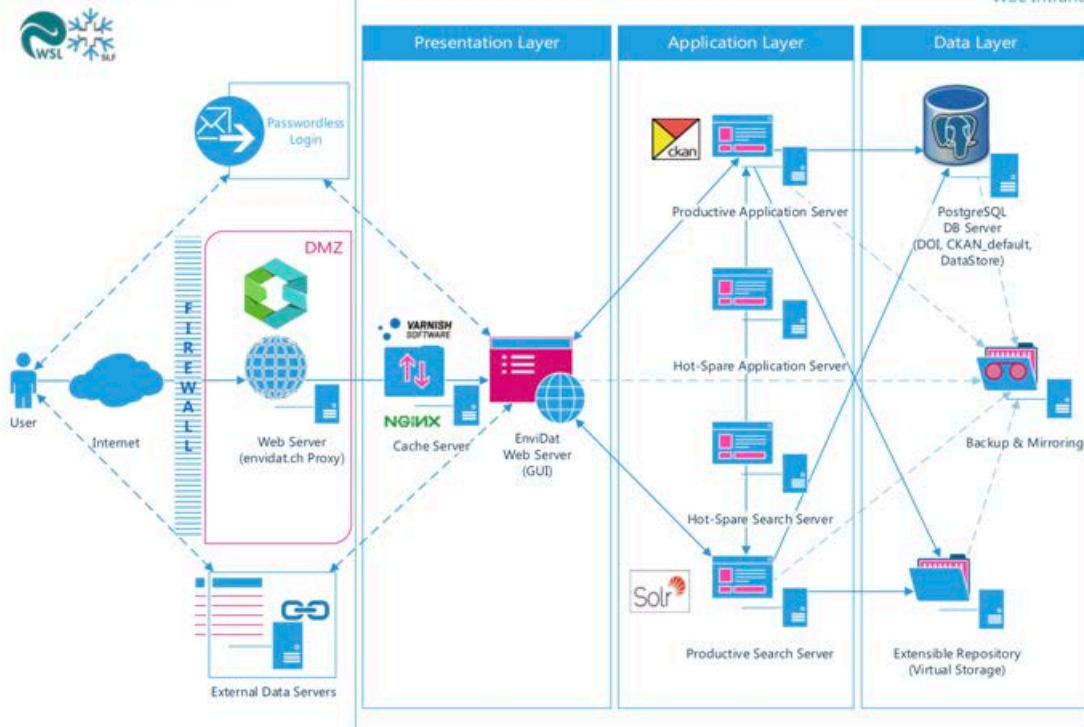 WSL Intranet
WSL
SLF
Presentation Layer
Application Layer
Data Layer
Passwordless
Login
ckan
Productive Application Server
PostgreSQL
DB Server
(DOI, CKAN_default,
DataStore)
DMZ
FIREWALL
VARNISH
SOFTWARE
Hot-Spare Application Server
User
Internet
Web Server
(envidat.ch Proxy)
NGINX
Cache Server
EnviDat
Web Server
(GUI)
Backup & Mirroring
Hot-Spare Search Server
Solr
Productive Search Server
Extensible Repository
(Virtual Storage)
External Data Servers